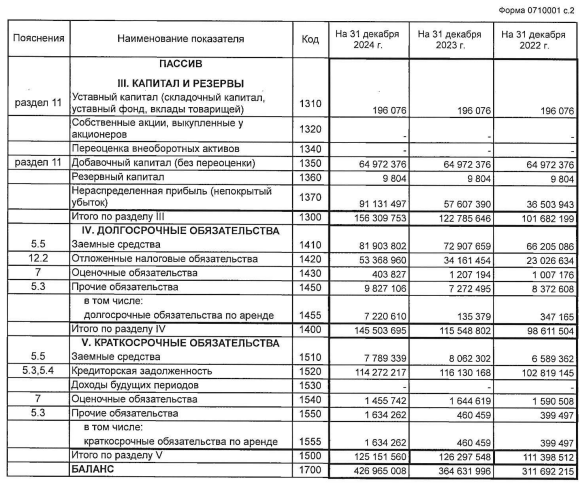 Форма 0710001 с.2
Пояснения Наименование показателя Код На 31 декабря 2024 г. На 31 декабря 2023 г. На 31 декабря 2022 г.
ПАССИВ
III. КАПИТАЛ И РЕЗЕРВЫ
раздел 11 Уставный капитал (складочный капитал, уставный фонд, вклады товарищей) 1310 196 076 196 076 196 076
Собственные акции, выкупленные у акционеров 1320 - - -
Переоценка внеоборотных активов 1340 - - -
раздел 11 Добавочный капитал (без переоценки) 1350 64 972 376 64 972 376 64 972 376
Резервный капитал 1360 9 804 9 804 9 804
Нераспределенная прибыль (непокрытый убыток) 1370 91 131 497 57 607 390 36 503 943
Итого по разделу III 1300 156 309 753 122 785 646 101 682 199
IV. ДОЛГОСРОЧНЫЕ ОБЯЗАТЕЛЬСТВА
5.5 Заемные средства 1410 81 903 802 72 907 659 66 205 086
12.2 Отложенные налоговые обязательства 1420 53 368 960 34 161 454 23 026 634
7 Оценочные обязательства 1430 403 827 1 207 194 1 007 176
5.3 Прочие обязательства 1450 9 827 106 7 272 495 8 372 608
в том числе:
долгосрочные обязательства по аренде 1455 7 220 610 135 379 347 165
Итого по разделу IV 1400 145 503 695 115 548 802 98 611 504
V. КРАТКОСРОЧНЫЕ ОБЯЗАТЕЛЬСТВА
5.5 Заемные средства 1510 7 789 339 8 062 302 6 589 362
5.3,5.4 Кредиторская задолженность 1520 114 272 217 116 130 168 102 819 145
Доходы будущих периодов 1530 - - -
7 Оценочные обязательства 1540 1 455 742 1 644 619 1 590 508
5.3 Прочие обязательства 1550 1 634 262 460 459 399 497
в том числе:
краткосрочные обязательства по аренде 1555 1 634 262 460 459 399 497
Итого по разделу V 1500 125 151 560 126 297 548 111 398 512
БАЛАНС 1700 426 965 008 364 631 996 311 692 215